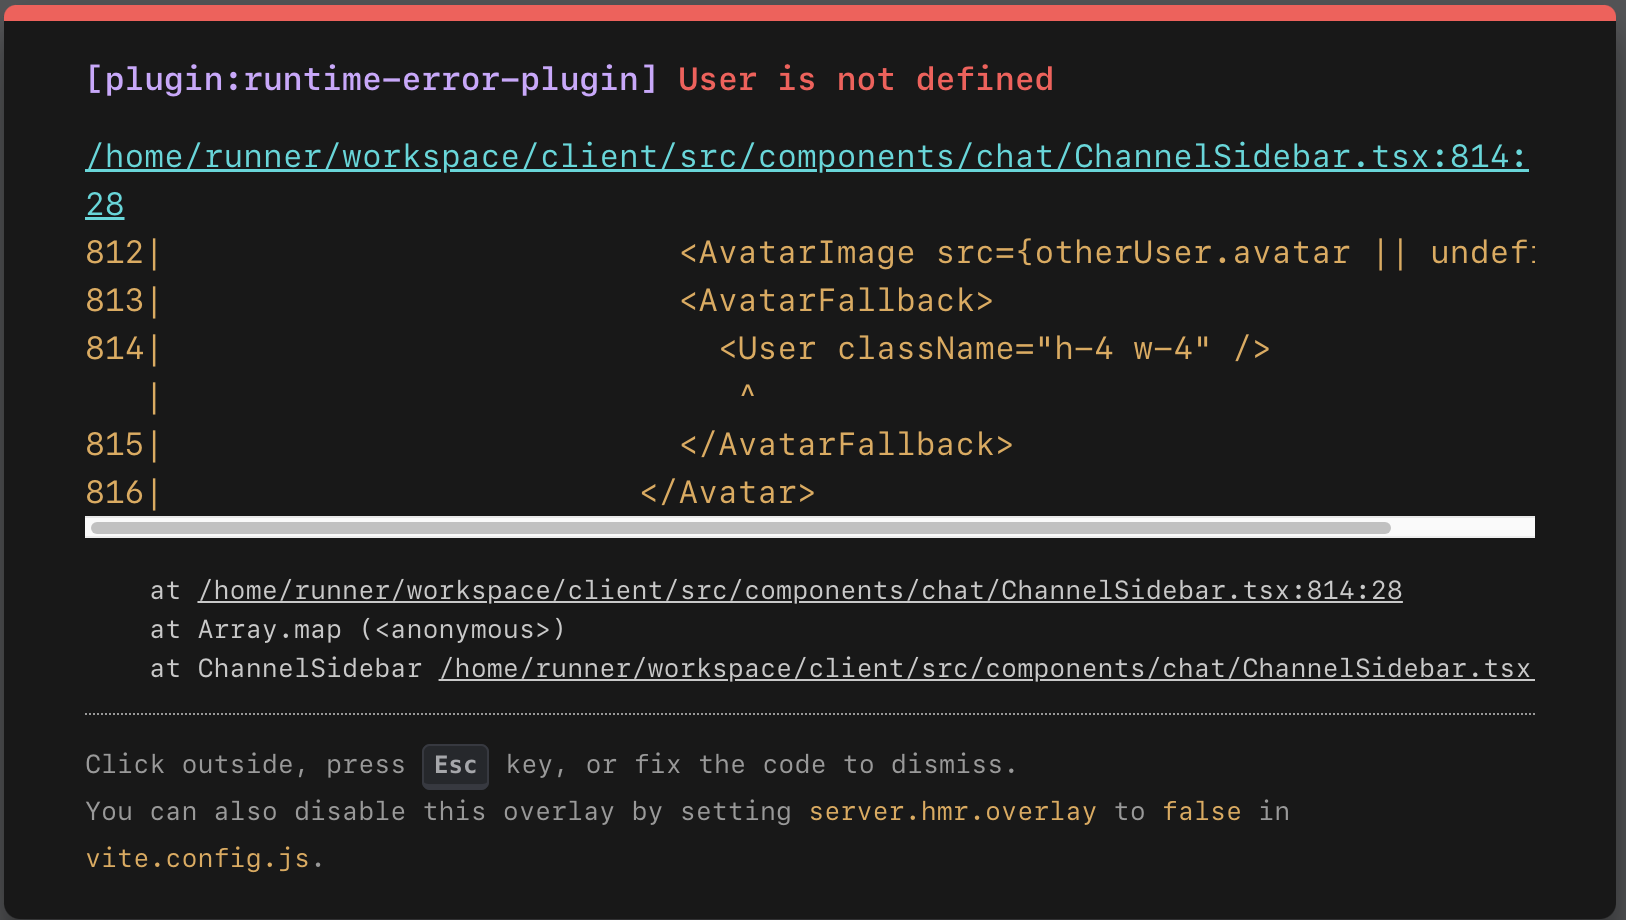 [plugin:runtime-error-plugin] User is not defined
/home/runner/workspace/client/src/components/chat/ChannelSidebar.tsx:814:
28
812|                          <AvatarImage src={otherUser.avatar || undefi
813|                          <AvatarFallback>
814|                            <User className="h-4 w-4" />
   |                             ^
815|                          </AvatarFallback>
816|                        </Avatar>
at /home/runner/workspace/client/src/components/chat/ChannelSidebar.tsx:814:28
at Array.map (<anonymous>)
at ChannelSidebar /home/runner/workspace/client/src/components/chat/ChannelSidebar.tsx
Click outside, press Esc key, or fix the code to dismiss.
You can also disable this overlay by setting server.hmr.overlay to false in
vite.config.js.